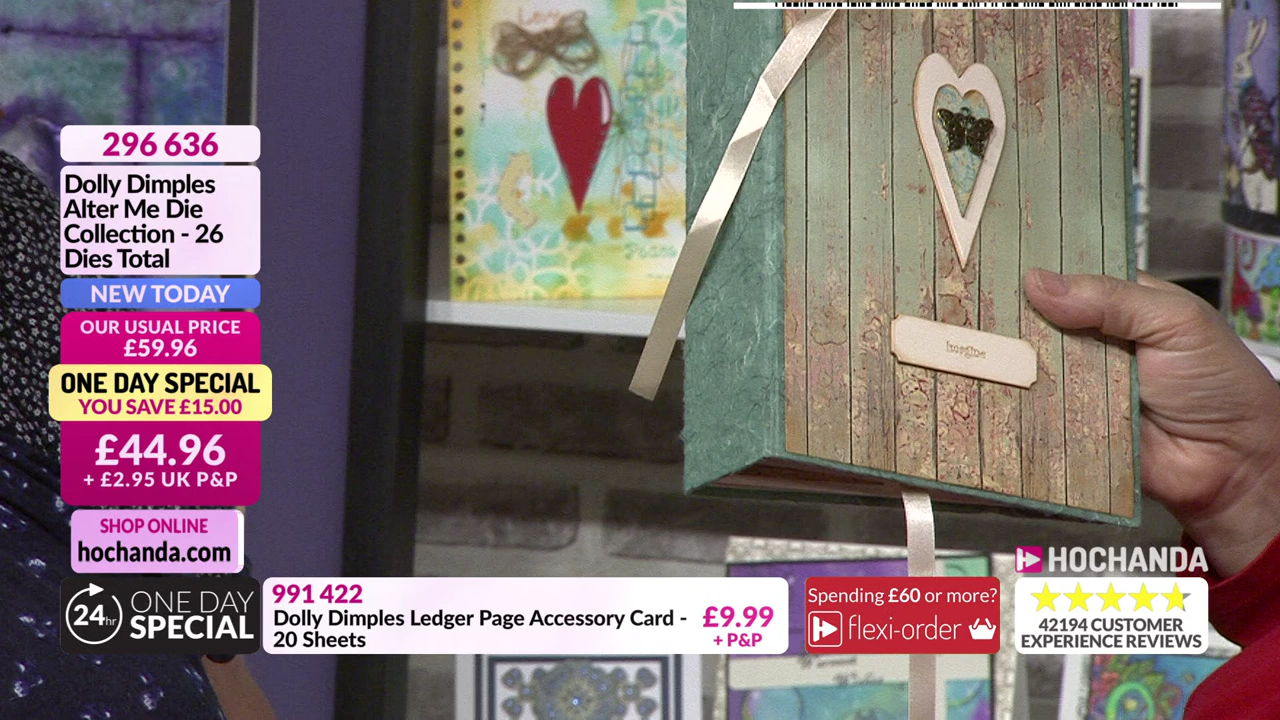 296 636
Dolly Dimples
Alter Me Die
Collection - 26
Dies Total
NEW TODAY
OUR USUAL PRICE
£59.96
ONE DAY SPECIAL
YOU SAVE £15.00
£44.96
+ £2.95 UK P&P
SHOP ONLINE
hochanda.com
24hr
ONE DAY
SPECIAL
991 422
Dolly Dimples Ledger Page Accessory Card -
20 Sheets
£9.99
+ P&P
Spending £60 or more?
flexi-order
HOCHANDA
42194 CUSTOMER
EXPERIENCE REVIEWS
Love
imagine
Warmest
Wishes